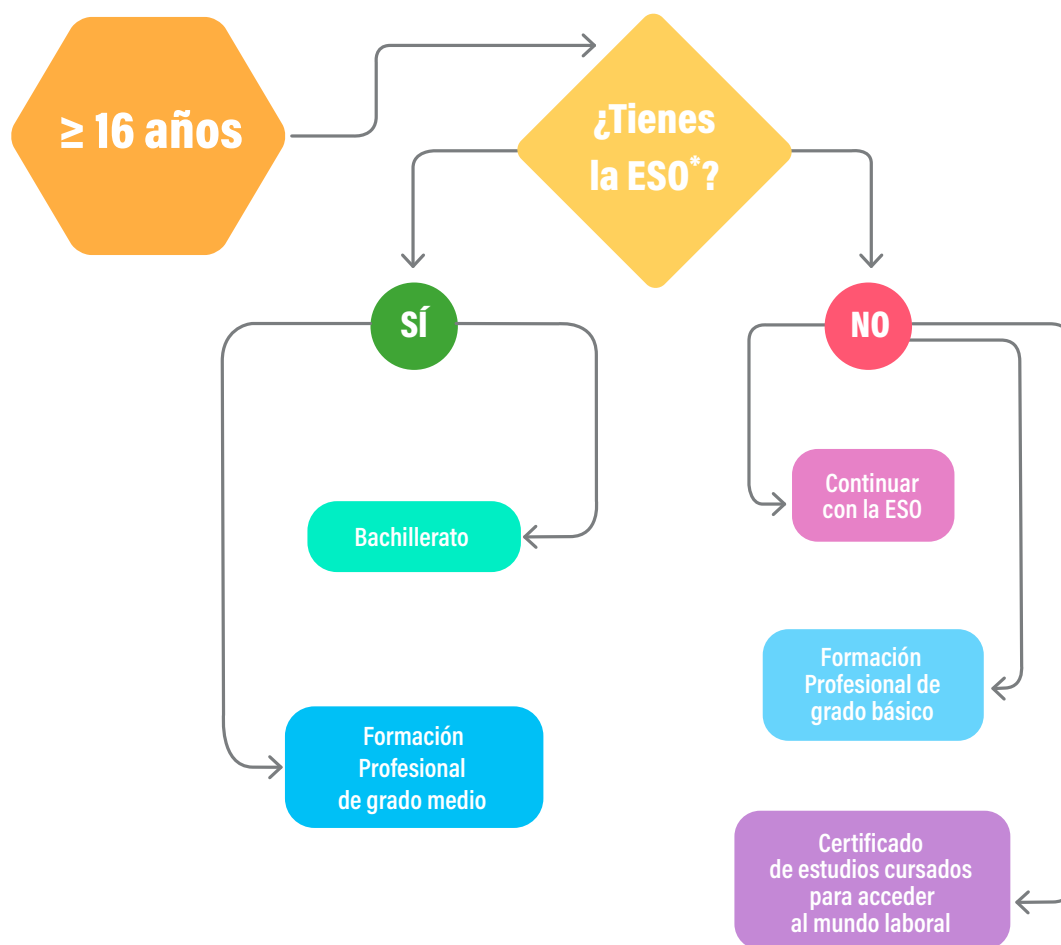 ≥ 16 años
¿Tienes
la ESO*?
SÍ
NO
Bachillerato
Formación
Profesional
de grado medio
Continuar
con la ESO
Formación
Profesional de
grado básico
Certificado
de estudios cursados
para acceder
al mundo laboral